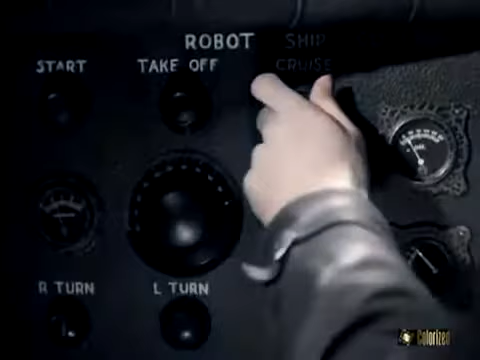 ROBOT SHIP
START TAKE OFF CRUISE
R TURN L TURN
Colorized